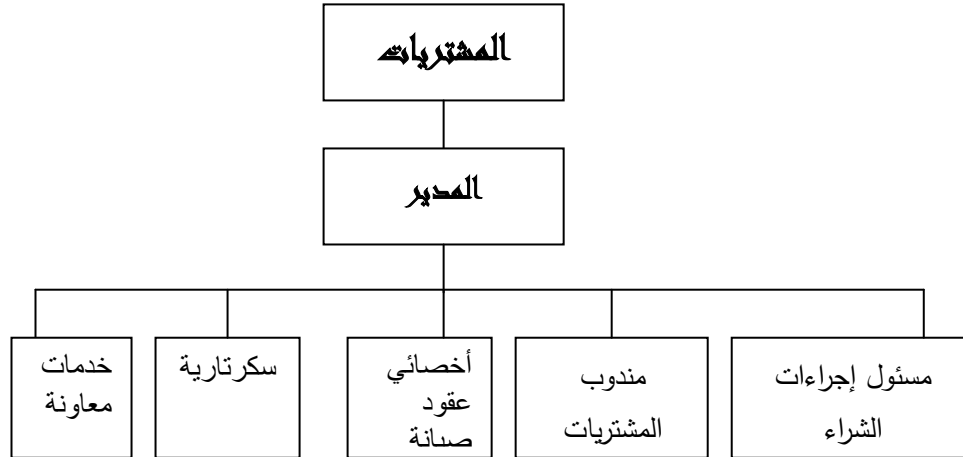 المشتريات
المدير
مسئول إجراءات
الشراء
مندوب
المشتريات
أخصائي
عقود
صيانة
سكرتارية
خدمات
معاونة